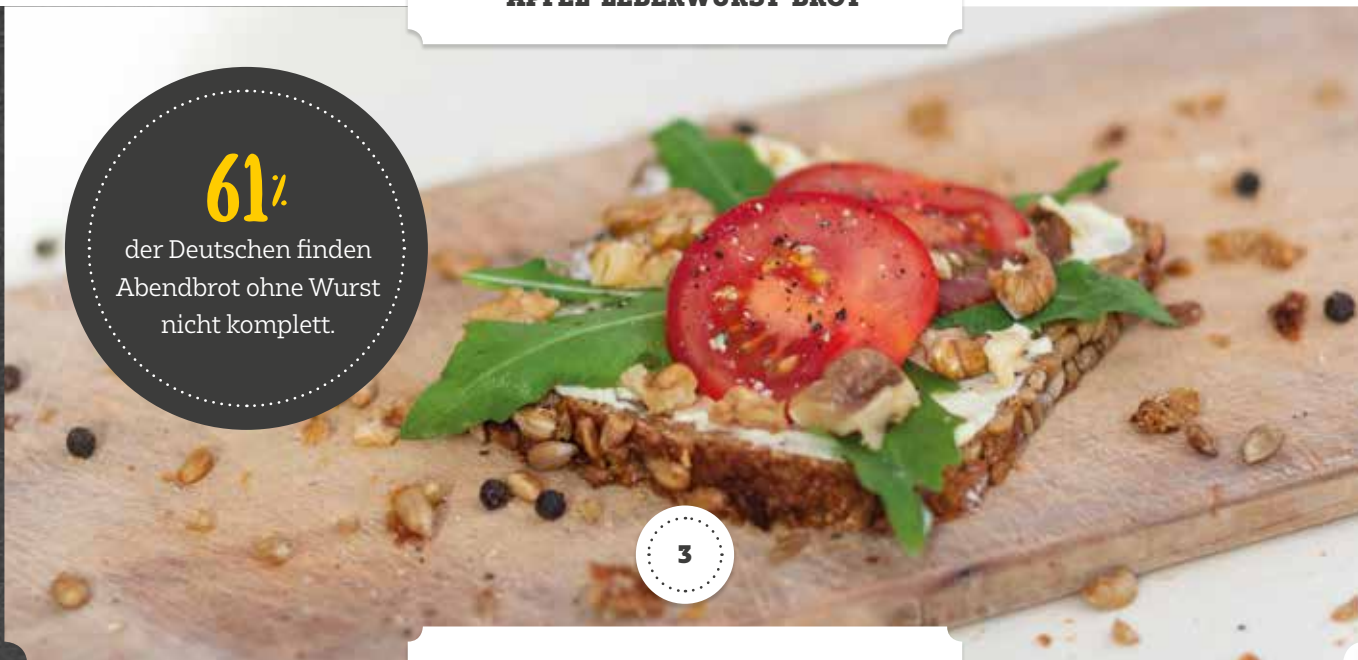 61%
der Deutschen finden
Abendbrot ohne Wurst
nicht komplett.
3